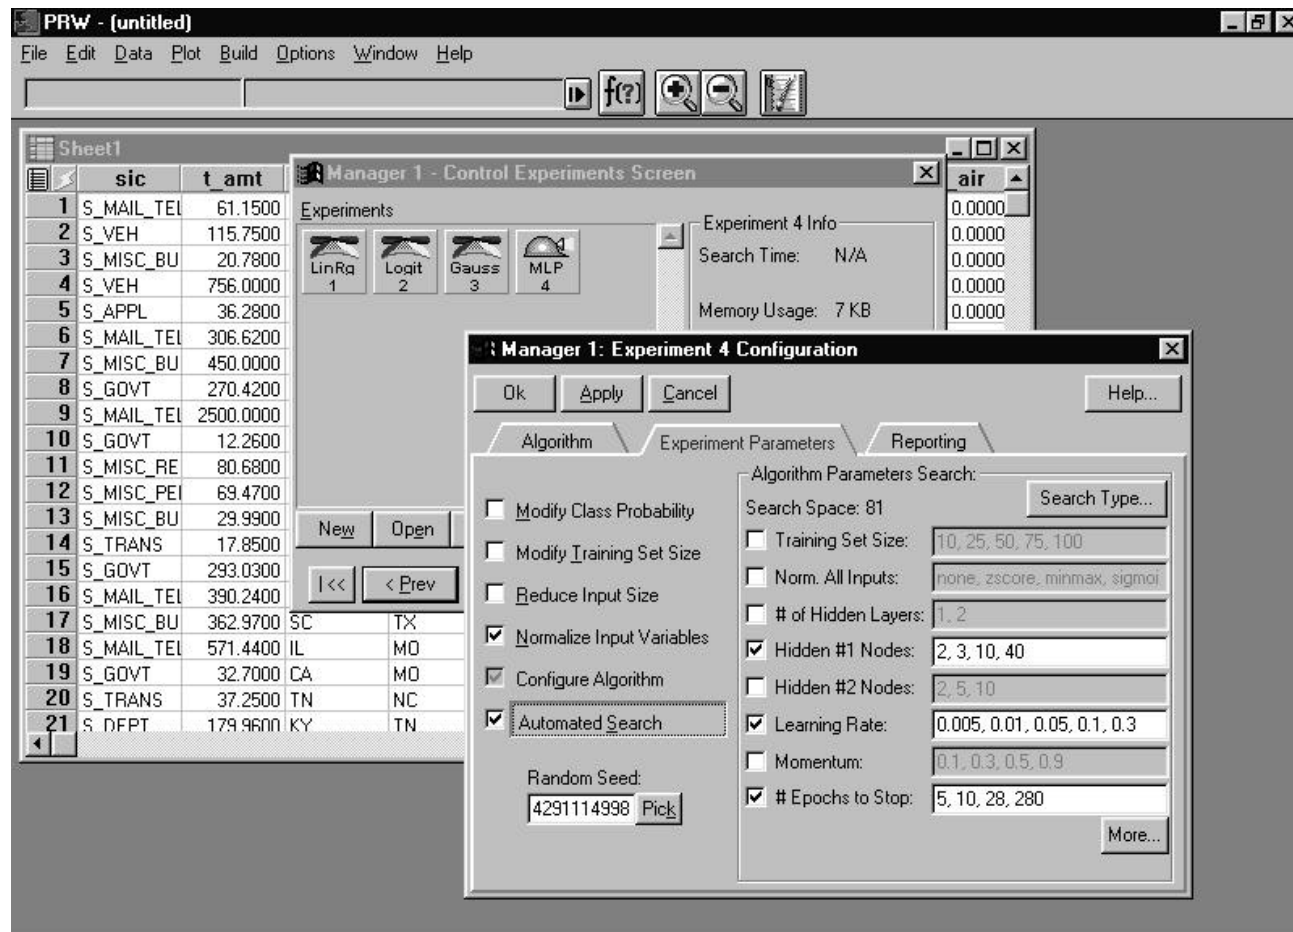 PRW - (untitled)
File Edit Data Plot Build Options Window Help
f(?)
Sheet1
sic t_amt _air
1 S_MAIL_TEL 61.1500 0.0000
2 S_VEH 115.7500 0.0000
3 S_MISC_BU 20.7800 0.0000
4 S_VEH 756.0000 0.0000
5 S_APPL 36.2800 0.0000
6 S_MAIL_TEL 306.6200
7 S_MISC_BU 450.0000
8 S_GOVT 270.4200
9 S_MAIL_TEL 2500.0000
10 S_GOVT 12.2600
11 S_MISC_RE 80.6800
12 S_MISC_PEI 69.4700
13 S_MISC_BU 29.9900
14 S_TRANS 17.8500
15 S_GOVT 293.0300
16 S_MAIL_TEL 390.2400
17 S_MISC_BU 362.9700 SC TX
18 S_MAIL_TEL 571.4400 IL MO
19 S_GOVT 32.7000 CA MO
20 S_TRANS 37.2500 TN NC
21 S_DEPT 179.9600 KY TN
Manager 1 - Control Experiments Screen
Experiments
LinRg Logit Gauss MLP
1 2 3 4
Experiment 4 Info
Search Time: N/A
Memory Usage: 7 KB
New Open
|<< < Prev
Manager 1: Experiment 4 Configuration
Ok Apply Cancel Help...
Algorithm Experiment Parameters Reporting
Modify Class Probability
Modify Training Set Size
Reduce Input Size
Normalize Input Variables
Configure Algorithm
Automated Search
Random Seed:
4291114998 Pick
Algorithm Parameters Search:
Search Space: 81 Search Type...
Training Set Size: 10, 25, 50, 75, 100
Norm. All Inputs: none, zscore, minmax, sigmoi
# of Hidden Layers: 1, 2
Hidden #1 Nodes: 2, 3, 10, 40
Hidden #2 Nodes: 2, 5, 10
Learning Rate: 0.005, 0.01, 0.05, 0.1, 0.3
Momentum: 0.1, 0.3, 0.5, 0.9
# Epochs to Stop: 5, 10, 28, 280
More...